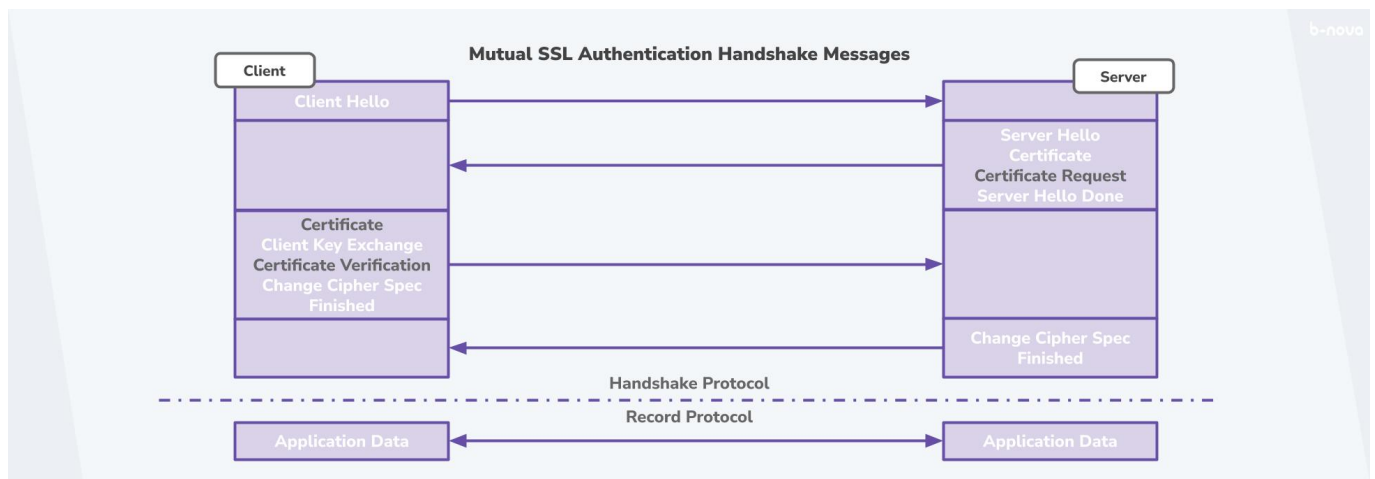 b-nova
Mutual SSL Authentication Handshake Messages
Client
Server
Client Hello
Server Hello
Certificate
Certificate Request
Server Hello Done
Certificate
Client Key Exchange
Certificate Verification
Change Cipher Spec
Finished
Change Cipher Spec
Finished
Handshake Protocol
Record Protocol
Application Data
Application Data